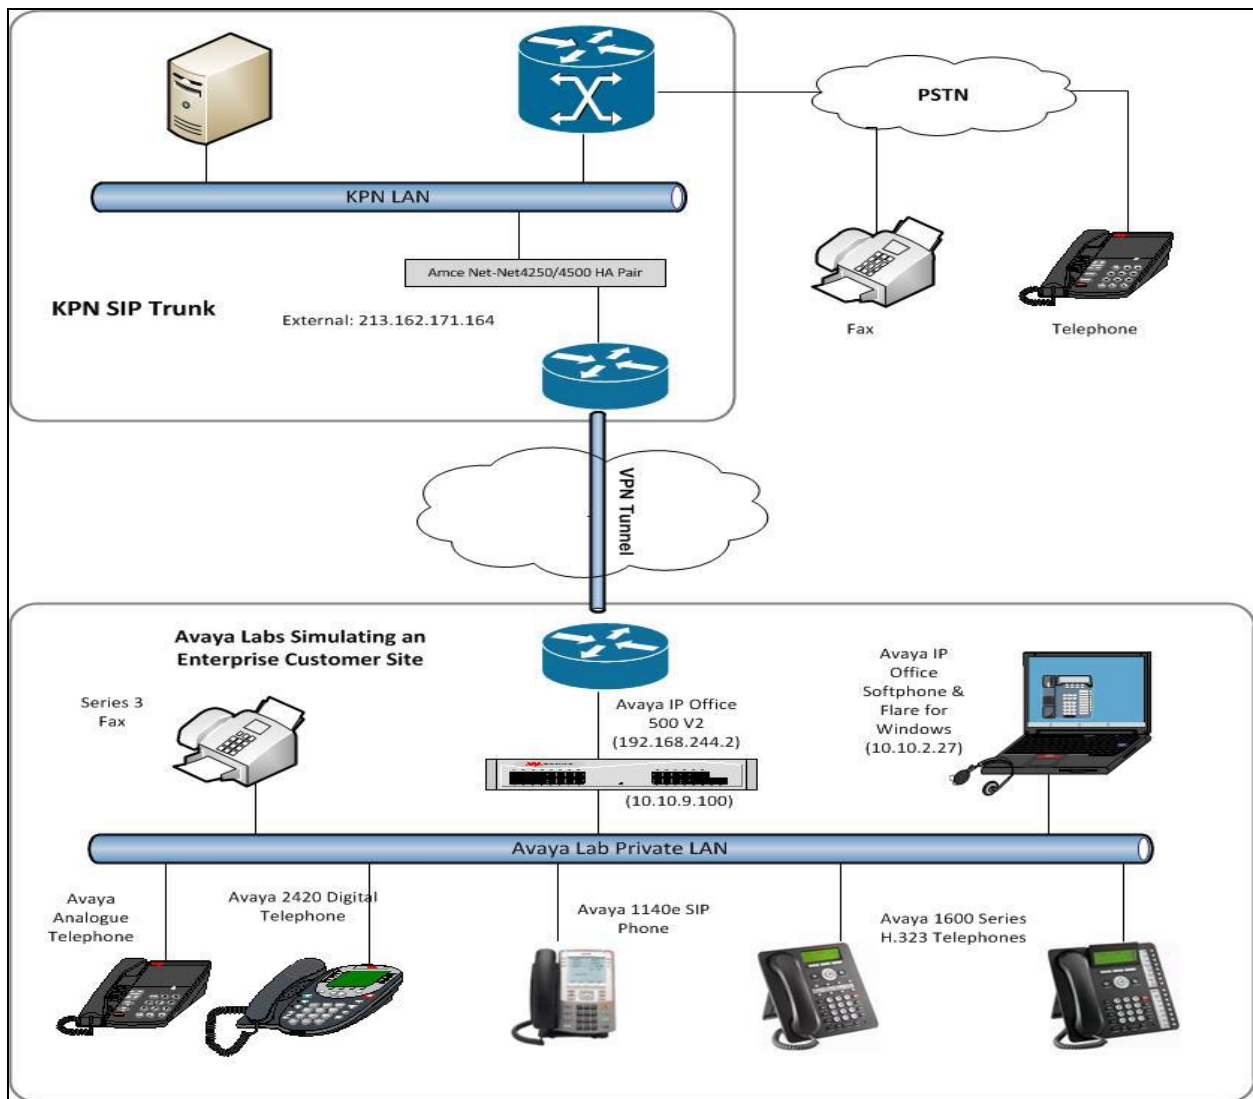 PSTN
KPN LAN
Amce Net-Net4250/4500 HA Pair
KPN SIP Trunk
External: 213.162.171.164
Fax
Telephone
VPN Tunnel
Avaya Labs Simulating an
Enterprise Customer Site
Series 3
Fax
Avaya IP Office
500 V2
(192.168.244.2)
Avaya IP
Office
Softphone &
Flare for
Windows
(10.10.2.27)
(10.10.9.100)
Avaya Lab Private LAN
Avaya
Analogue
Telephone
Avaya 2420 Digital
Telephone
Avaya 1140e SIP
Phone
Avaya 1600 Series
H.323 Telephones